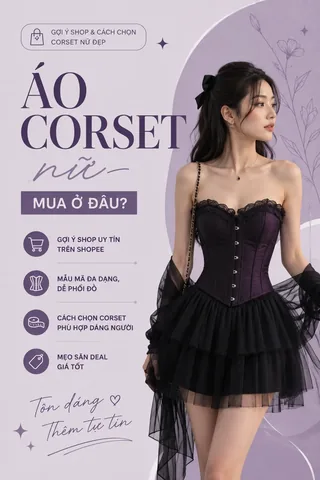 GỢI Ý SHOP & CÁCH CHỌN
CORSET NỮ ĐẸP
ÁO
CORSET
nữ
MUA Ở ĐÂU?
GỢI Ý SHOP UY TÍN
TRÊN SHOPEE
MẪU MÃ ĐA DẠNG,
DỄ PHỐI ĐỒ
CÁCH CHỌN CORSET
PHÙ HỢP DÁNG NGƯỜI
MẸO SĂN DEAL
GIÁ TỐT
Tôn dáng
Thêm tự tin